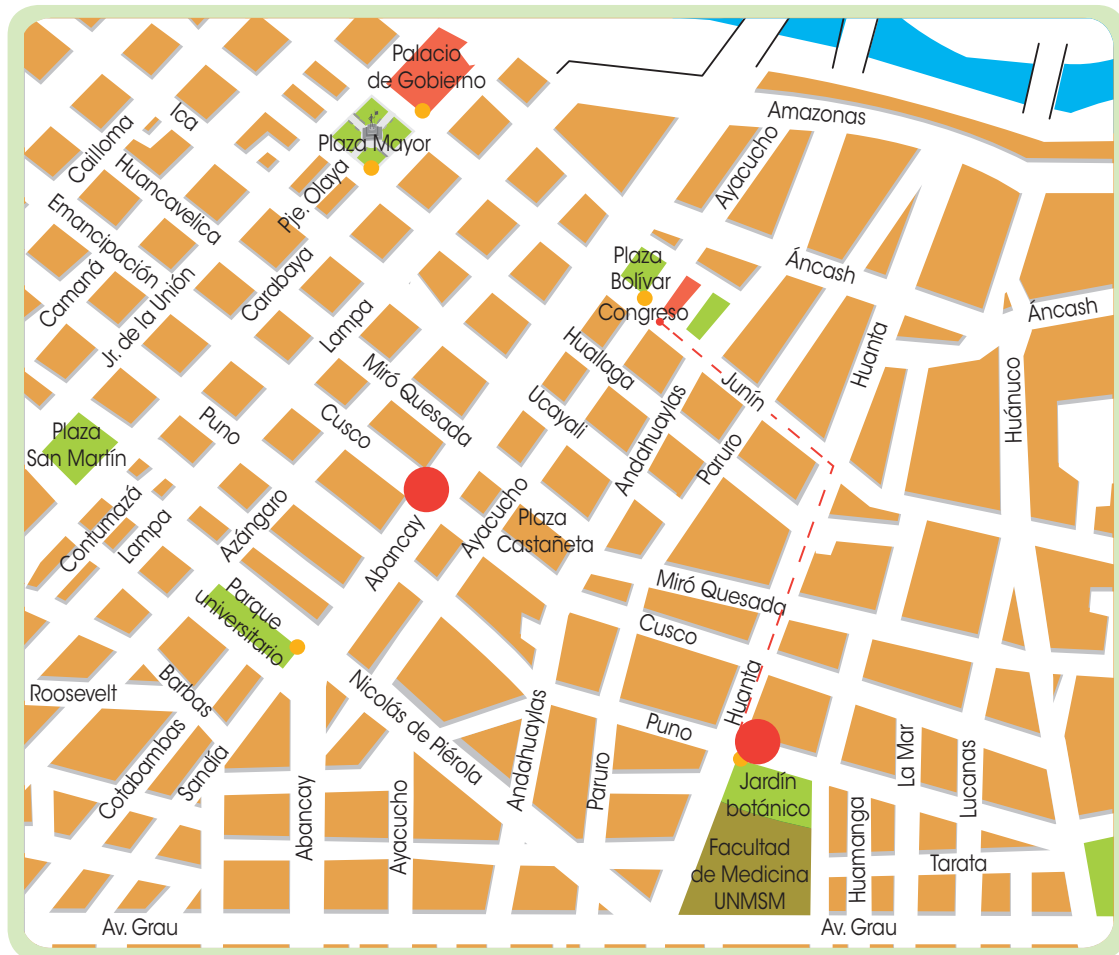 Palacio
de Gobierno
Amazonas
Ica
Cailloma
Plaza Mayor
Ayacucho
Huancavelica
Pje. Olaya
Emancipación
Plaza
Bolívar
Áncash
Camaná
Carabaya
Congreso
Áncash
Jr. de la Unión
Lampa
Huallaga
Huanta
Miró Quesada
Junín
Huánuco
Cusco
Ucayali
Puno
Andahuaylas
Paruro
Plaza
San Martín
Contumazá
Lampa
Azángaro
Abancay
Ayacucho
Plaza
Castañeta
Parque
universitario
Miró Quesada
Cusco
Roosevelt
Barbas
Nicolás de Piérola
Huanta
Puno
Cotabambas
Sandía
Andahuaylas
Paruro
La Mar
Lucanas
Jardín
botánico
Abancay
Ayacucho
Huamanga
Facultad
de Medicina
UNMSM
Tarata
Av. Grau
Av. Grau